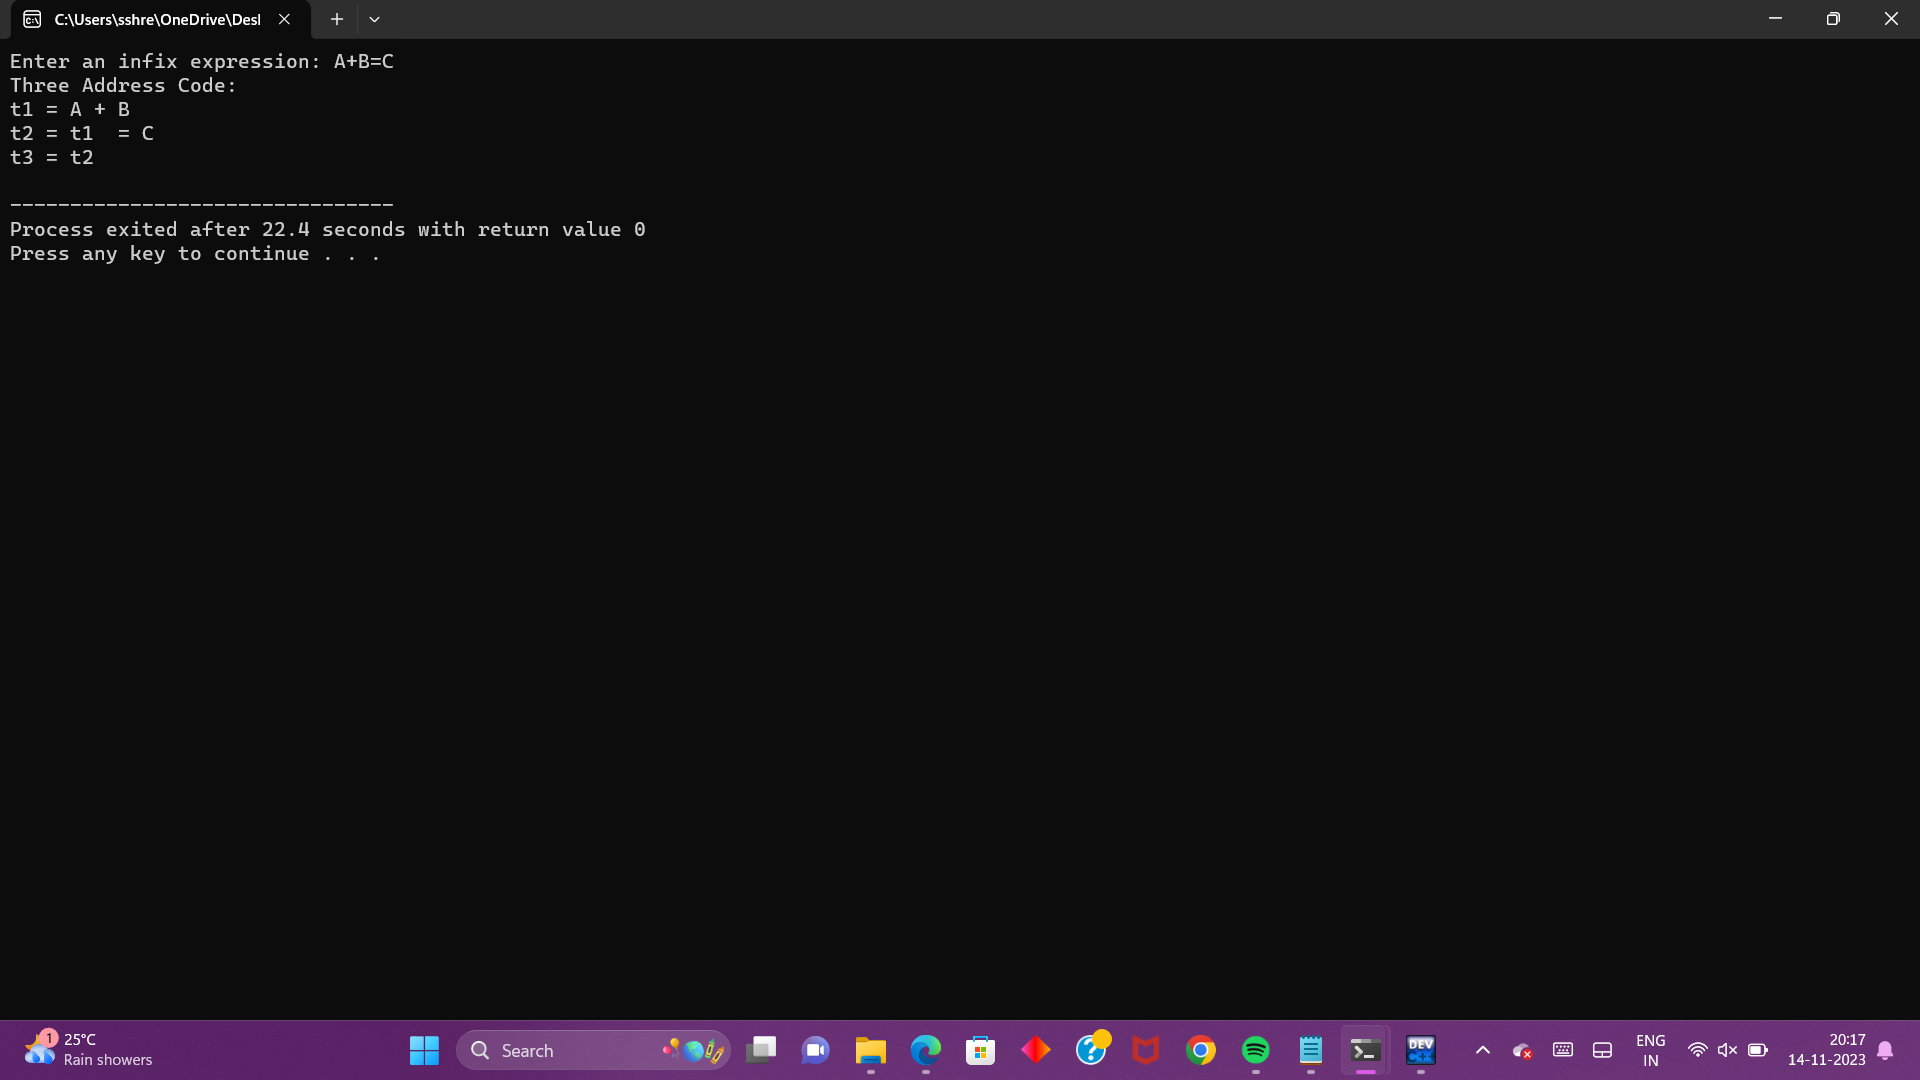 C:\Users\sshre\OneDrive\Desl
Enter an infix expression: A+B=C
Three Address Code:
t1 = A + B
t2 = t1  = C
t3 = t2
--------------------------------
Process exited after 22.4 seconds with return value 0
Press any key to continue . . .
1
25°C
Rain showers
Search
DEV
ENG
IN
20:17
14-11-2023